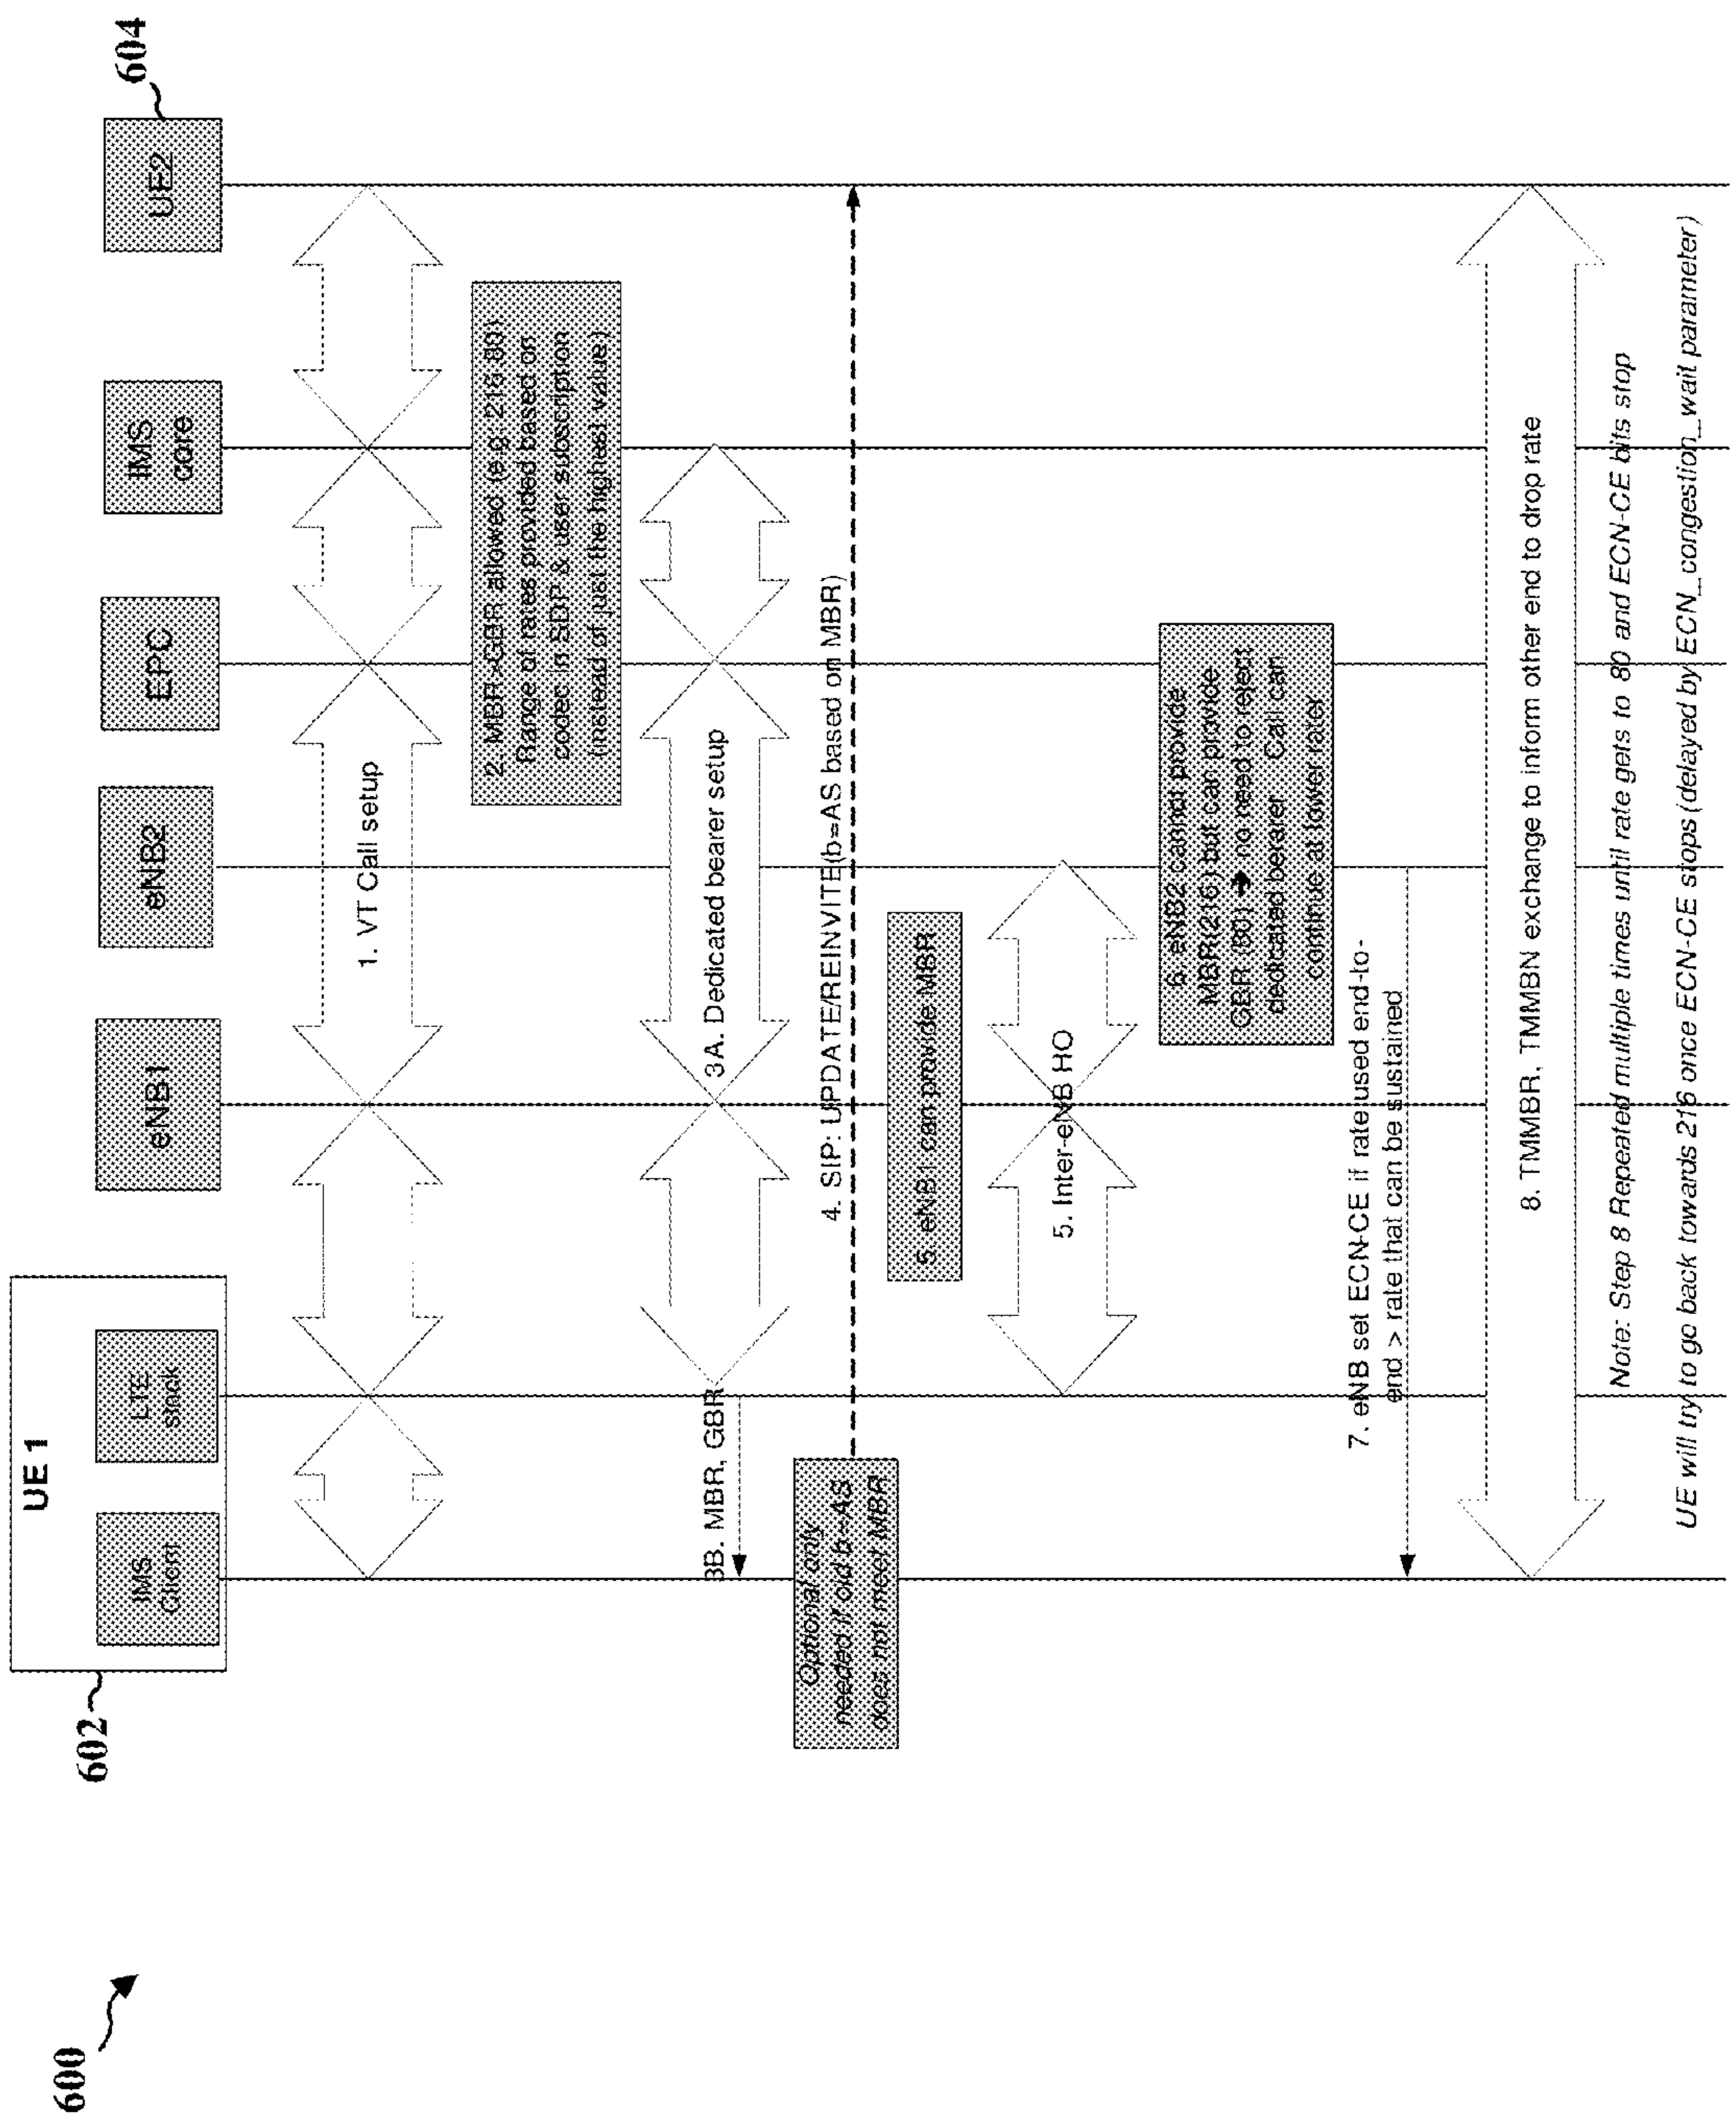 600
602
UE 1
IMS
Client
LTE
stack
eNB1
eNB2
EPC
IMS
core
UE2
604
1. VT Call setup
2. MBR>GBR allowed (e.g. 216 80).
Range of rates provided based on
codec in SDP & user subscription
(instead of just the highest value)
3A. Dedicated bearer setup
3B. MBR, GBR
4. SIP: UPDATE/REINVITE(b=AS based on MBR)
Optional only
needed if old b=AS
does not meet MBR
5. eNB1 can provide MBR
5. Inter-eNB HO
6. eNB2 cannot provide
MBR(216) but can provide
GBR (80) → no need to reject
dedicated bearer. Call can
continue at lower rater
7. eNB set ECN-CE if rate used end-to-
end > rate that can be sustained
8. TMMBR, TMMBN exchange to inform other end to drop rate
Note: Step 8 Repeated multiple times until rate gets to 80 and ECN-CE bits stop
UE will try to go back towards 216 once ECN-CE stops (delayed by ECN_congestion_wait parameter)